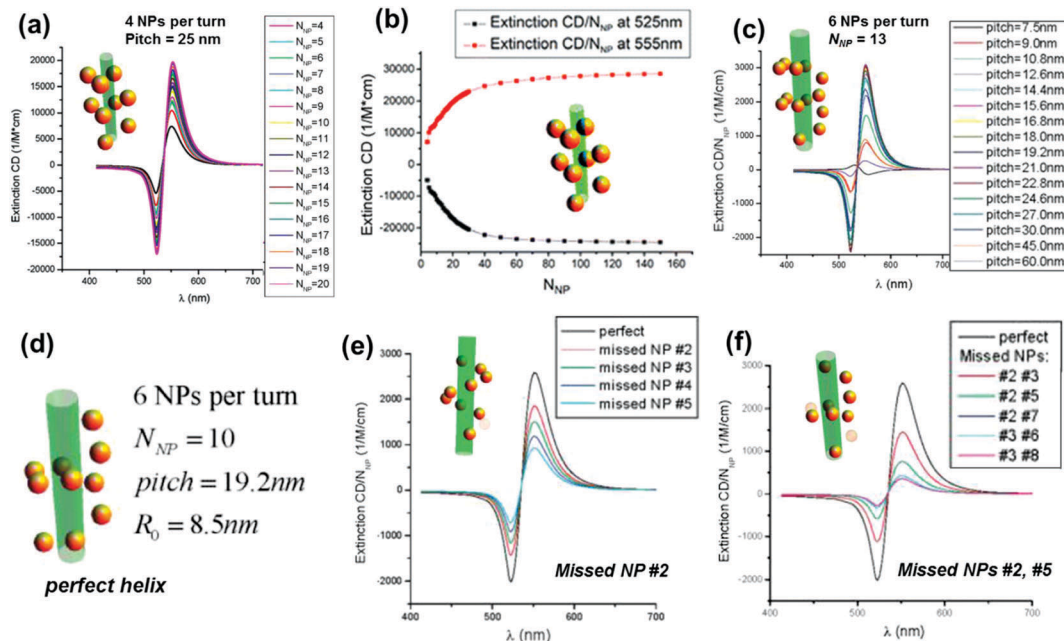 (a)
4 NPs per turn
Pitch = 25 nm
Extinction CD (1/M*cm)
20000
15000
10000
5000
0
-5000
-10000
-15000
-20000
400 500 600 700
λ (nm)
N_NP=4
N_NP=5
N_NP=6
N_NP=7
N_NP=8
N_NP=9
N_NP=10
N_NP=11
N_NP=12
N_NP=13
N_NP=14
N_NP=15
N_NP=16
N_NP=17
N_NP=18
N_NP=19
N_NP=20
(b)
Extinction CD/N_NP at 525nm
Extinction CD/N_NP at 555nm
Extinction CD (1/M*cm)
30000
20000
10000
0
-10000
-20000
0 20 40 60 80 100 120 140 160
N_NP
(c)
6 NPs per turn
N_NP = 13
Extinction CD/N_NP (1/M/cm)
3000
2000
1000
0
-1000
-2000
400 500 600 700
λ (nm)
pitch=7.5nm
pitch=9.0nm
pitch=10.8nm
pitch=12.6nm
pitch=14.4nm
pitch=15.6nm
pitch=16.8nm
pitch=18.0nm
pitch=19.2nm
pitch=21.0nm
pitch=22.8nm
pitch=24.6nm
pitch=27.0nm
pitch=30.0nm
pitch=45.0nm
pitch=60.0nm
(d)
6 NPs per turn
N_NP = 10
pitch = 19.2nm
R_0 = 8.5nm
perfect helix
(e)
perfect
missed NP #2
missed NP #3
missed NP #4
missed NP #5
Extinction CD/N_NP (1/M/cm)
3000
2000
1000
0
-1000
-2000
400 500 600 700
λ (nm)
Missed NP #2
(f)
perfect
Missed NPs:
#2 #3
#2 #5
#2 #7
#3 #6
#3 #8
Extinction CD/N_NP (1/M/cm)
3000
2000
1000
0
-1000
-2000
400 500 600 700
λ (nm)
Missed NPs #2, #5